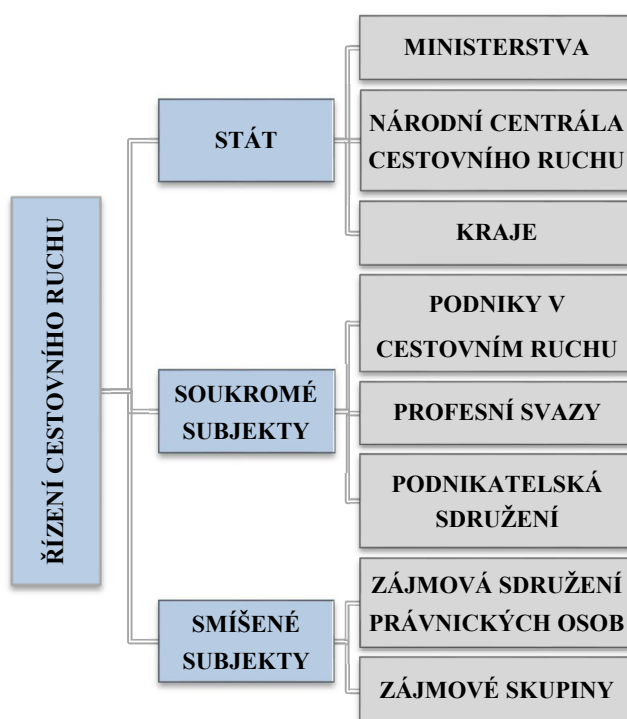 ŘÍZENÍ CESTOVNÍHO RUCHU
STÁT
MINISTERSTVA
NÁRODNÍ CENTRÁLA
CESTOVNÍHO RUCHU
KRAJE
SOUKROMÉ
SUBJEKTY
PODNIKY V
CESTOVNÍM RUCHU
PROFESNÍ SVAZY
PODNIKATELSKÁ
SDRUŽENÍ
SMÍŠENÉ
SUBJEKTY
ZÁJMOVÁ SDRUŽENÍ
PRÁVNICKÝCH OSOB
ZÁJMOVÉ SKUPINY